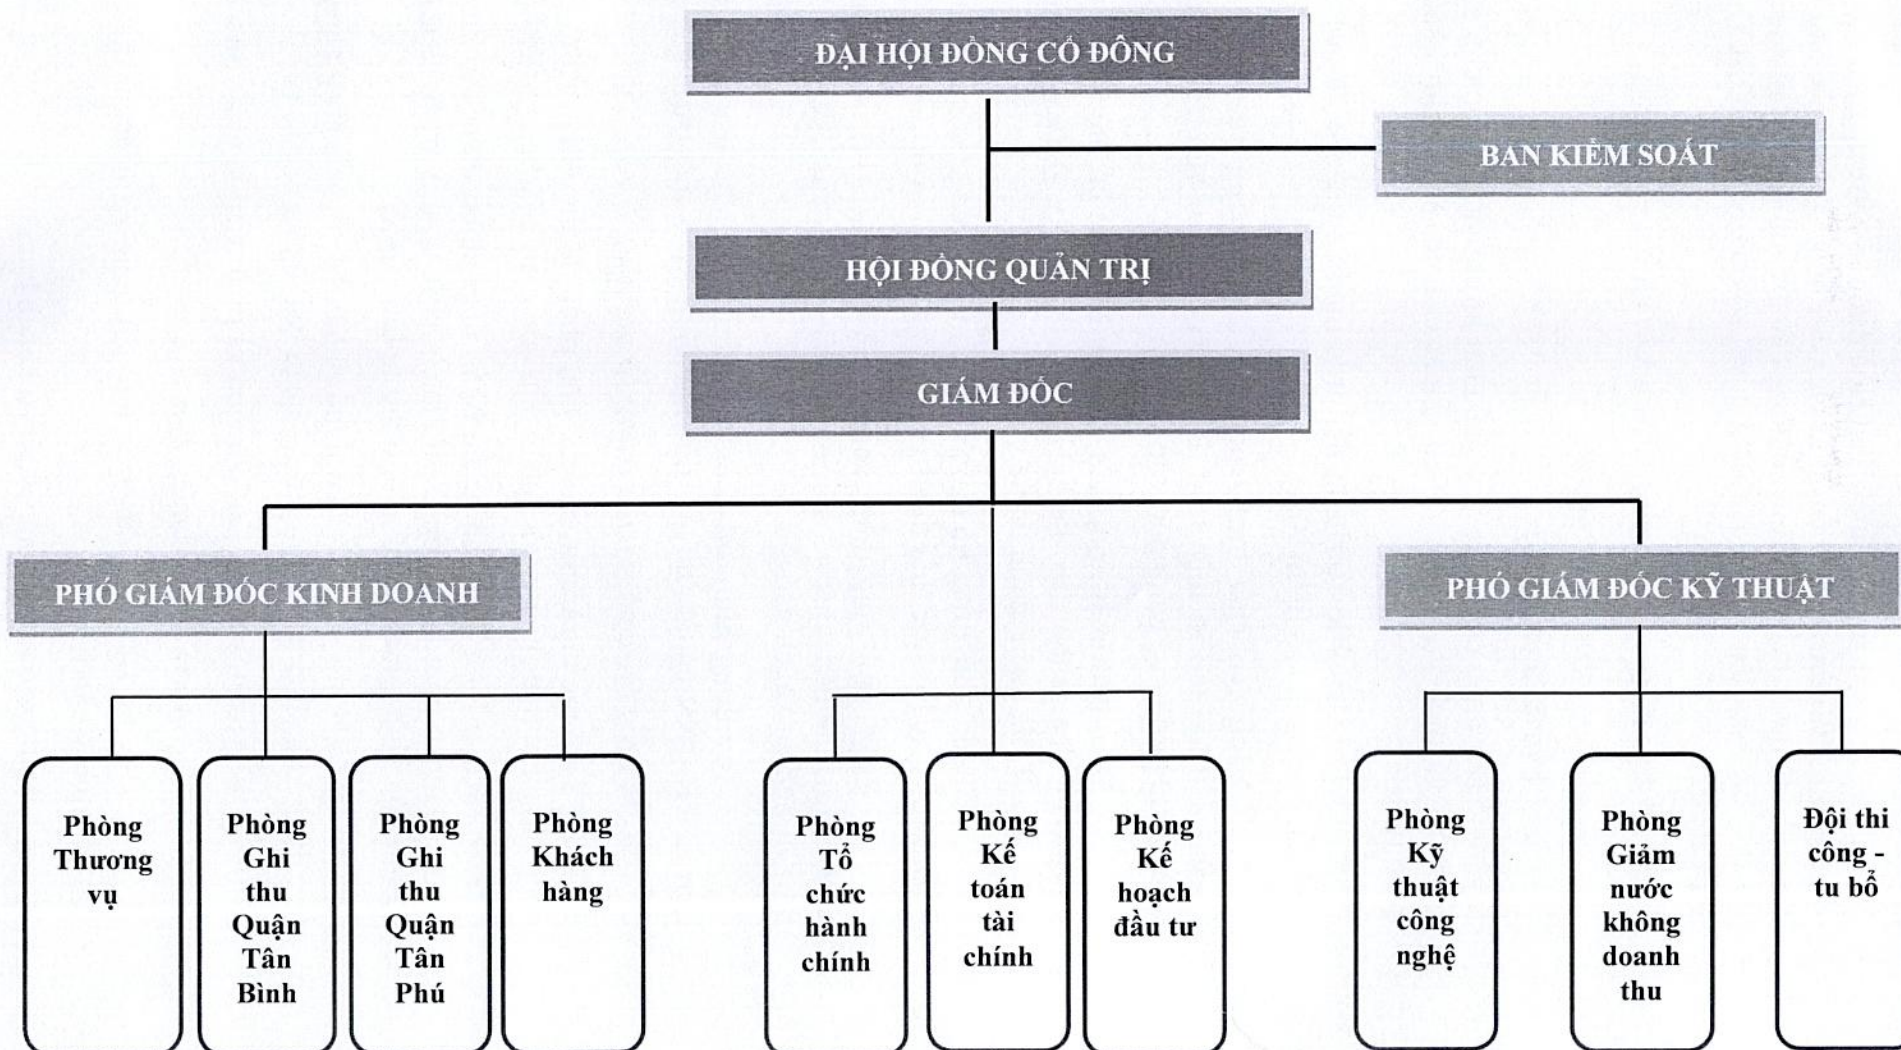 ĐẠI HỘI ĐỒNG CỔ ĐÔNG
BAN KIỂM SOÁT
HỘI ĐỒNG QUẢN TRỊ
GIÁM ĐỐC
PHÓ GIÁM ĐỐC KINH DOANH
PHÓ GIÁM ĐỐC KỸ THUẬT
Phòng
Thương
vụ
Phòng
Ghi
thu
Quận
Tân
Bình
Phòng
Ghi
thu
Quận
Tân
Phú
Phòng
Khách
hàng
Phòng
Tổ
chức
hành
chính
Phòng
Kế
toán
tài
chính
Phòng
Kế
hoạch
đầu tư
Phòng
Kỹ
thuật
công
nghệ
Phòng
Giảm
nước
không
doanh
thu
Đội thi
công -
tu bổ